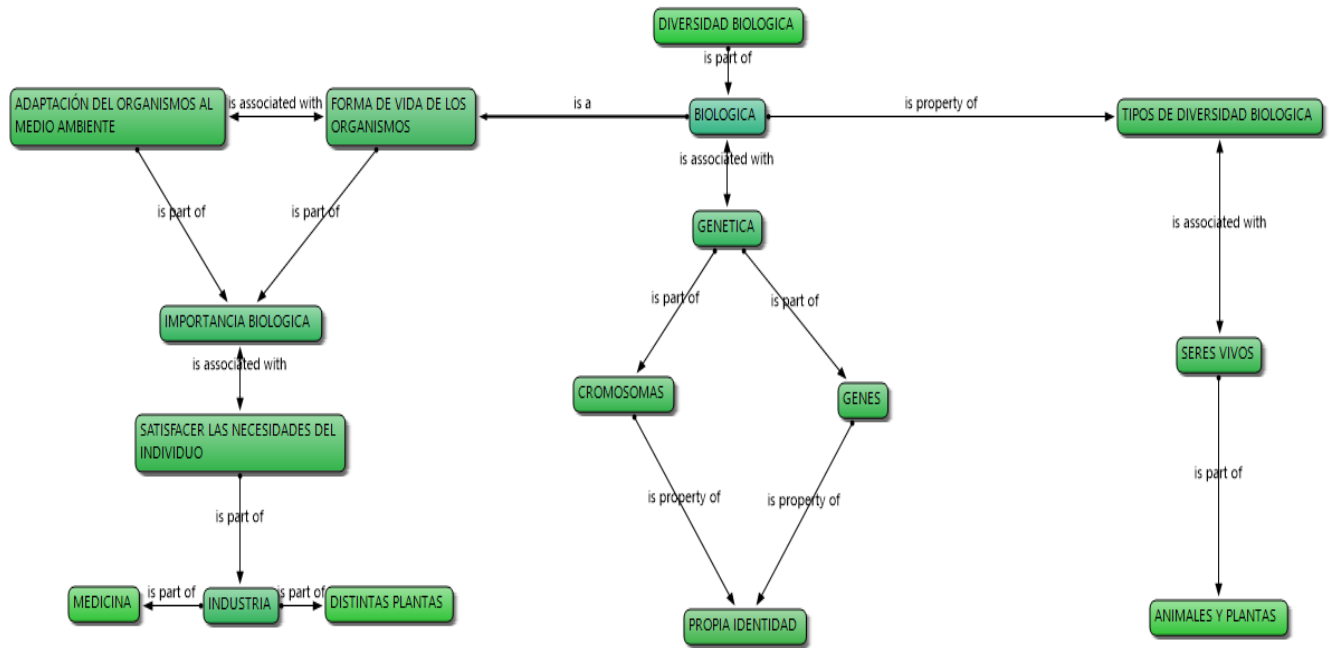 DIVERSIDAD BIOLOGICA
is part of
ADAPTACIÓN DEL ORGANISMOS AL
MEDIO AMBIENTE
is associated with
FORMA DE VIDA DE LOS
ORGANISMOS
is a
BIOLOGICA
is property of
TIPOS DE DIVERSIDAD BIOLOGICA
is associated with
is part of
is part of
GENETICA
is associated with
is part of
is part of
IMPORTANCIA BIOLOGICA
is associated with
SERES VIVOS
CROMOSOMAS
GENES
SATISFACER LAS NECESIDADES DEL
INDIVIDUO
is part of
is part of
is property of
is property of
MEDICINA
is part of
INDUSTRIA
is part of
DISTINTAS PLANTAS
PROPIA IDENTIDAD
ANIMALES Y PLANTAS